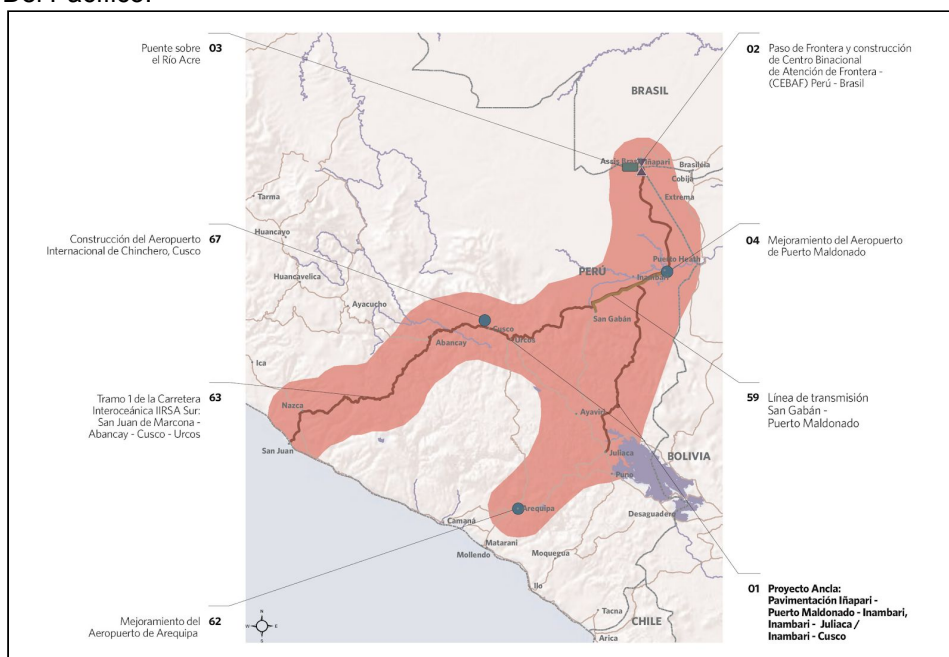 Del Pacífico.
Puente sobre 03
el Río Acre
02 Paso de Frontera y construcción
de Centro Binacional
de Atención de Frontera -
(CEBAF) Perú - Brasil
BRASIL
Assis Brasil
Iñapari
Brasiléia
Cobija
Extrema
Tarma
Huancayo
Construcción del Aeropuerto 67
Internacional de Chinchero, Cusco
04 Mejoramiento del Aeropuerto
de Puerto Maldonado
Puerto Heath
PERÚ
Inambari
Huancavelica
Ayacucho
San Gabán
Cusco
Urcos
Abancay
Ica
Tramo 1 de la Carretera 63
Interoceánica IIRSA Sur:
San Juan de Marcona -
Abancay - Cusco - Urcos
59 Línea de transmisión
San Gabán -
Puerto Maldonado
Nazca
Ayaviri
San Juan
Juliaca
BOLIVIA
Puno
Arequipa
Desaguadero
Camaná
Matarani
Mollendo
Moquegua
Ilo
01 Proyecto Ancla:
Pavimentación Iñapari -
Puerto Maldonado - Inambari,
Inambari - Juliaca /
Inambari - Cusco
Mejoramiento del 62
Aeropuerto de Arequipa
N
W
E
S
Tacna
CHILE
Arica